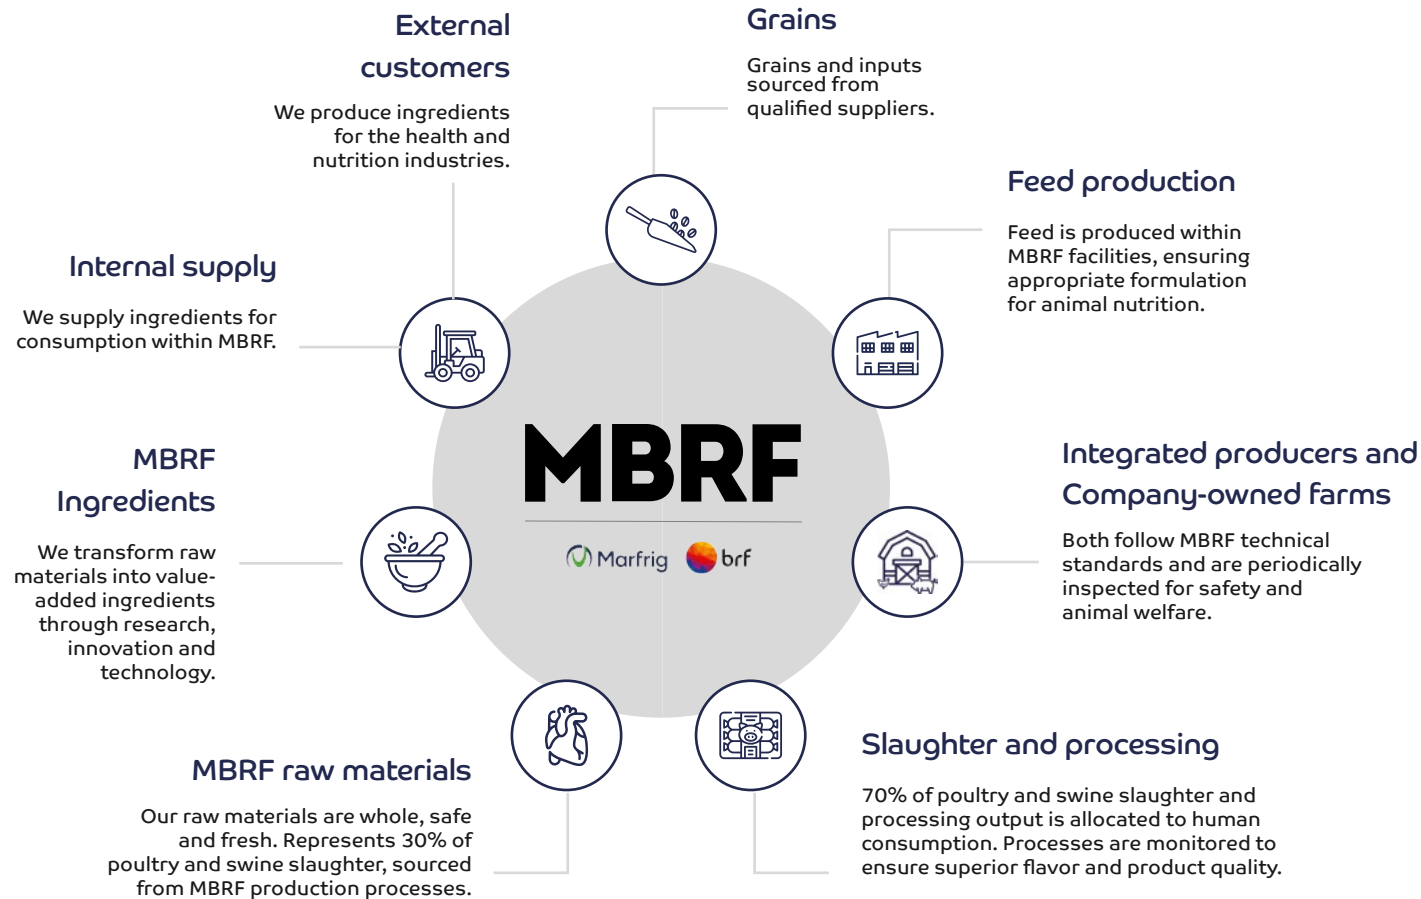 External
customers
We produce ingredients
for the health and
nutrition industries.
Grains
Grains and inputs
sourced from
qualified suppliers.
Feed production
Feed is produced within
MBRF facilities, ensuring
appropriate formulation
for animal nutrition.
Internal supply
We supply ingredients for
consumption within MBRF.
MBRF
Ingredients
We transform raw
materials into value-
added ingredients
through research,
innovation and
technology.
MBRF
Marfrig brf
Integrated producers and
Company-owned farms
Both follow MBRF technical
standards and are periodically
inspected for safety and
animal welfare.
MBRF raw materials
Our raw materials are whole, safe
and fresh. Represents 30% of
poultry and swine slaughter, sourced
from MBRF production processes.
Slaughter and processing
70% of poultry and swine slaughter and
processing output is allocated to human
consumption. Processes are monitored to
ensure superior flavor and product quality.